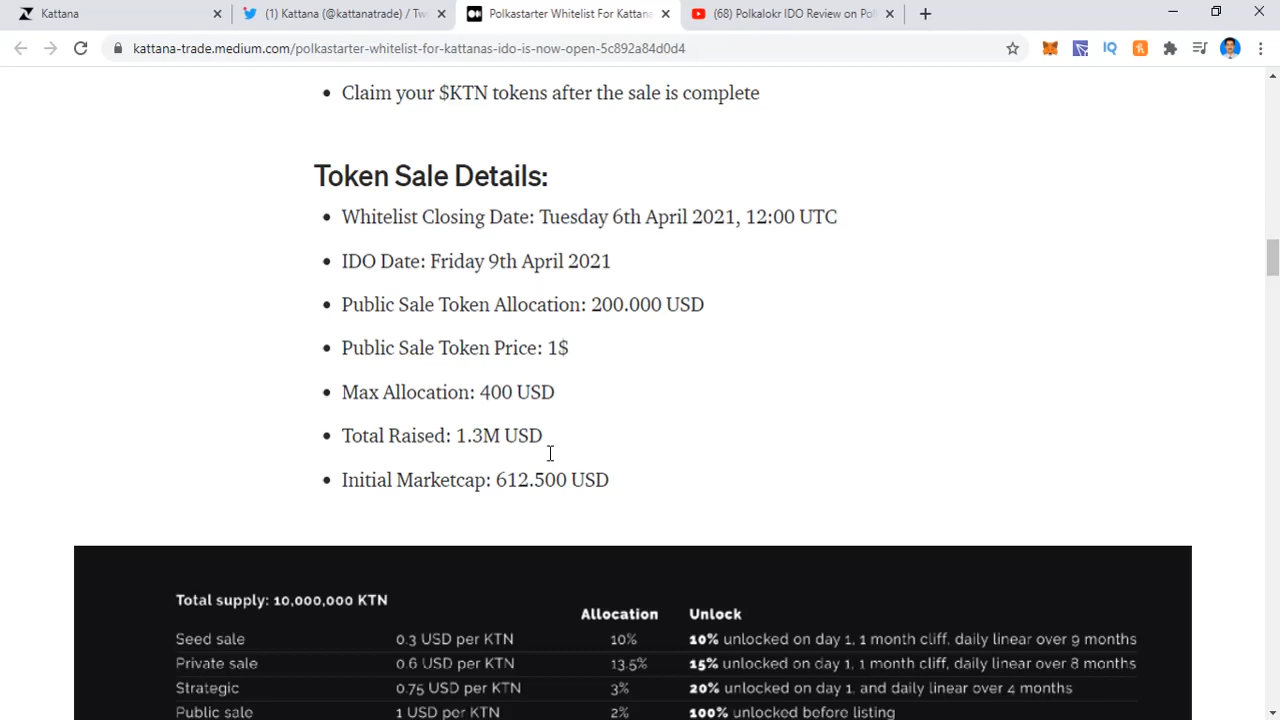 Kattana
(1) Kattana (@kattanatrade) / Tw
Polkastarter Whitelist For Kattana
(68) Polkalokr IDO Review on Pol
kattana-trade.medium.com/polkastarter-whitelist-for-kattanas-ido-is-now-open-5c892a84d0d4
IQ
• Claim your $KTN tokens after the sale is complete
Token Sale Details:
• Whitelist Closing Date: Tuesday 6th April 2021, 12:00 UTC
• IDO Date: Friday 9th April 2021
• Public Sale Token Allocation: 200.000 USD
• Public Sale Token Price: 1$
• Max Allocation: 400 USD
• Total Raised: 1.3M USD
• Initial Marketcap: 612.500 USD
Total supply: 10,000,000 KTN
Allocation Unlock
Seed sale 0.3 USD per KTN 10% 10% unlocked on day 1, 1 month cliff, daily linear over 9 months
Private sale 0.6 USD per KTN 13.5% 15% unlocked on day 1, 1 month cliff, daily linear over 8 months
Strategic 0.75 USD per KTN 3% 20% unlocked on day 1, and daily linear over 4 months
Public sale 1 USD per KTN 2% 100% unlocked before listing